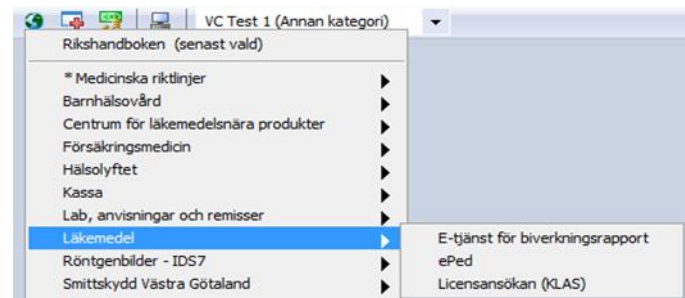 VC Test 1 (Annan kategori)
Rikshandboken (senast vald)
* Medicinska riktlinjer
Barnhälsovård
Centrum för läkemedelsnära produkter
Försäkringsmedicin
Hälsolyftet
Kassa
Lab, anvisningar och remisser
Läkemedel
E-tjänst för biverkningsrapport
Röntgenbilder - IDS7
ePed
Smittskydd Västra Götaland
Licensansökan (KLAS)